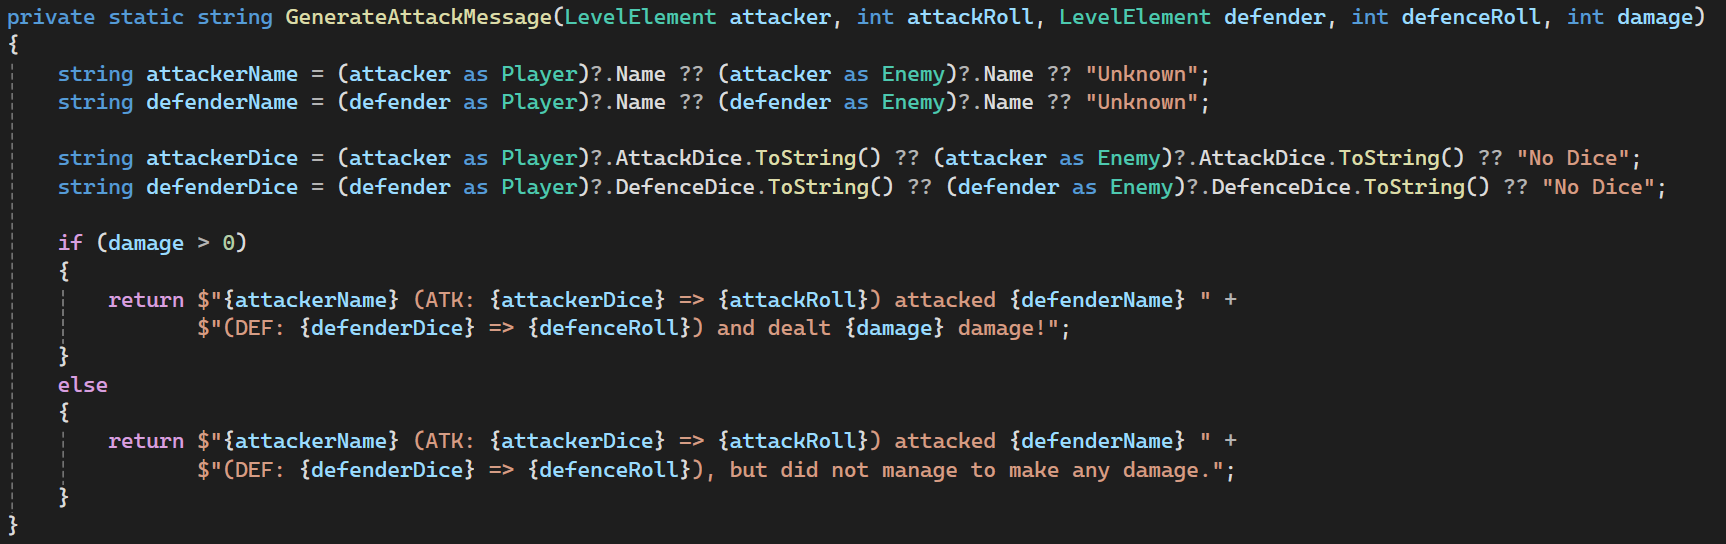 private static string GenerateAttackMessage(LevelElement attacker, int attackRoll, LevelElement defender, int defenceRoll, int damage)
{
    string attackerName = (attacker as Player)?.Name ?? (attacker as Enemy)?.Name ?? "Unknown";
    string defenderName = (defender as Player)?.Name ?? (defender as Enemy)?.Name ?? "Unknown";

    string attackerDice = (attacker as Player)?.AttackDice.ToString() ?? (attacker as Enemy)?.AttackDice.ToString() ?? "No Dice";
    string defenderDice = (defender as Player)?.DefenceDice.ToString() ?? (defender as Enemy)?.DefenceDice.ToString() ?? "No Dice";

    if (damage > 0)
    {
        return $"{attackerName} (ATK: {attackerDice} => {attackRoll}) attacked {defenderName} " +
               $"(DEF: {defenderDice} => {defenceRoll}) and dealt {damage} damage!";
    }
    else
    {
        return $"{attackerName} (ATK: {attackerDice} => {attackRoll}) attacked {defenderName} " +
               $"(DEF: {defenderDice} => {defenceRoll}), but did not manage to make any damage.";
    }
}